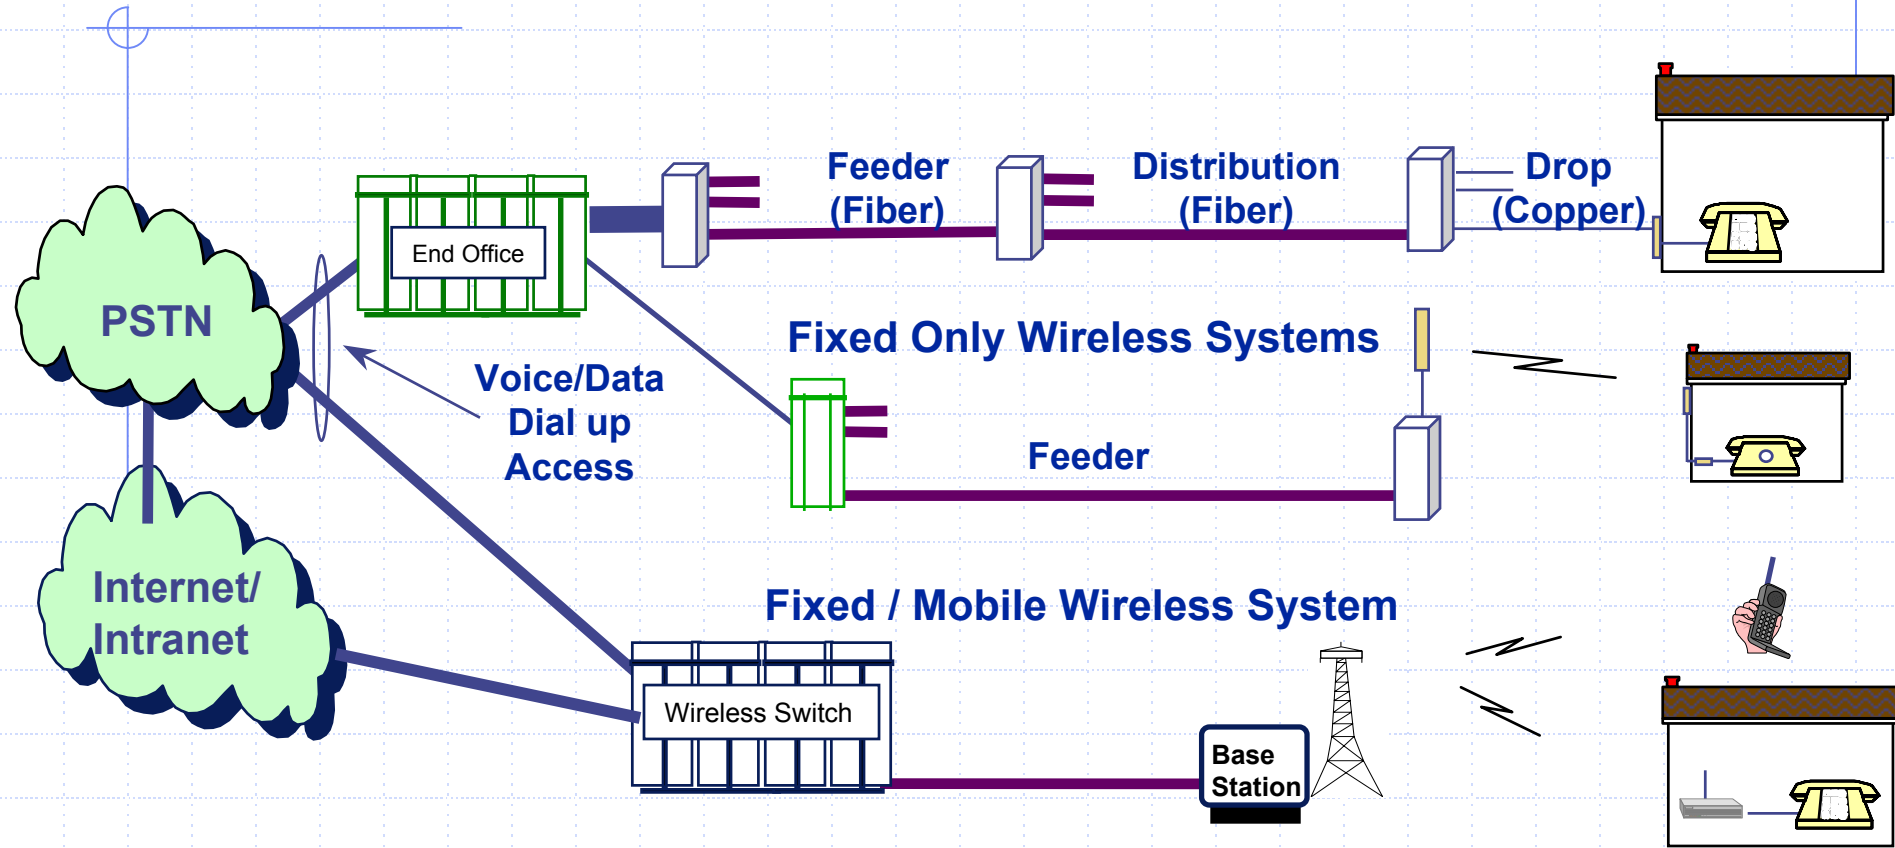 Feeder
(Fiber)
Distribution
(Fiber)
Drop
(Copper)
End Office
PSTN
Fixed Only Wireless Systems
Voice/Data
Dial up
Access
Feeder
Internet/
Intranet
Fixed / Mobile Wireless System
Wireless Switch
Base
Station